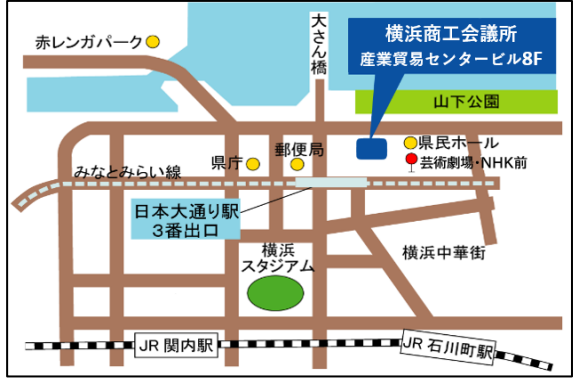 赤レンガパーク
大さん橋
横浜商工会議所
産業貿易センタービル8F
山下公園
県民ホール
芸術劇場・NHK前
郵便局
県庁
みなとみらい線
日本大通り駅
3番出口
横浜
スタジアム
横浜中華街
JR 関内駅
JR 石川町駅